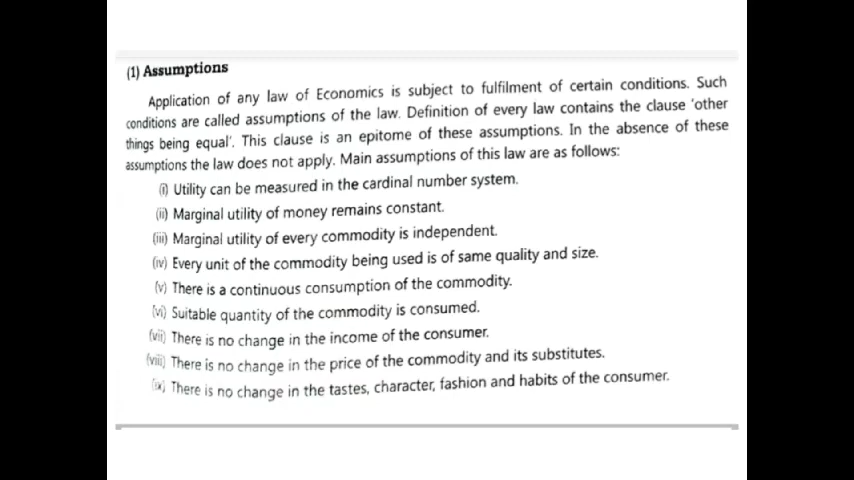 (1) Assumptions
Application of any law of Economics is subject to fulfilment of certain conditions. Such
conditions are called assumptions of the law. Definition of every law contains the clause 'other
things being equal'. This clause is an epitome of these assumptions. In the absence of these
assumptions the law does not apply. Main assumptions of this law are as follows:
(i) Utility can be measured in the cardinal number system.
(ii) Marginal utility of money remains constant.
(iii) Marginal utility of every commodity is independent.
(iv) Every unit of the commodity being used is of same quality and size.
(v) There is a continuous consumption of the commodity.
(vi) Suitable quantity of the commodity is consumed.
(vii) There is no change in the income of the consumer.
(viii) There is no change in the price of the commodity and its substitutes.
(ix) There is no change in the tastes, character, fashion and habits of the consumer.